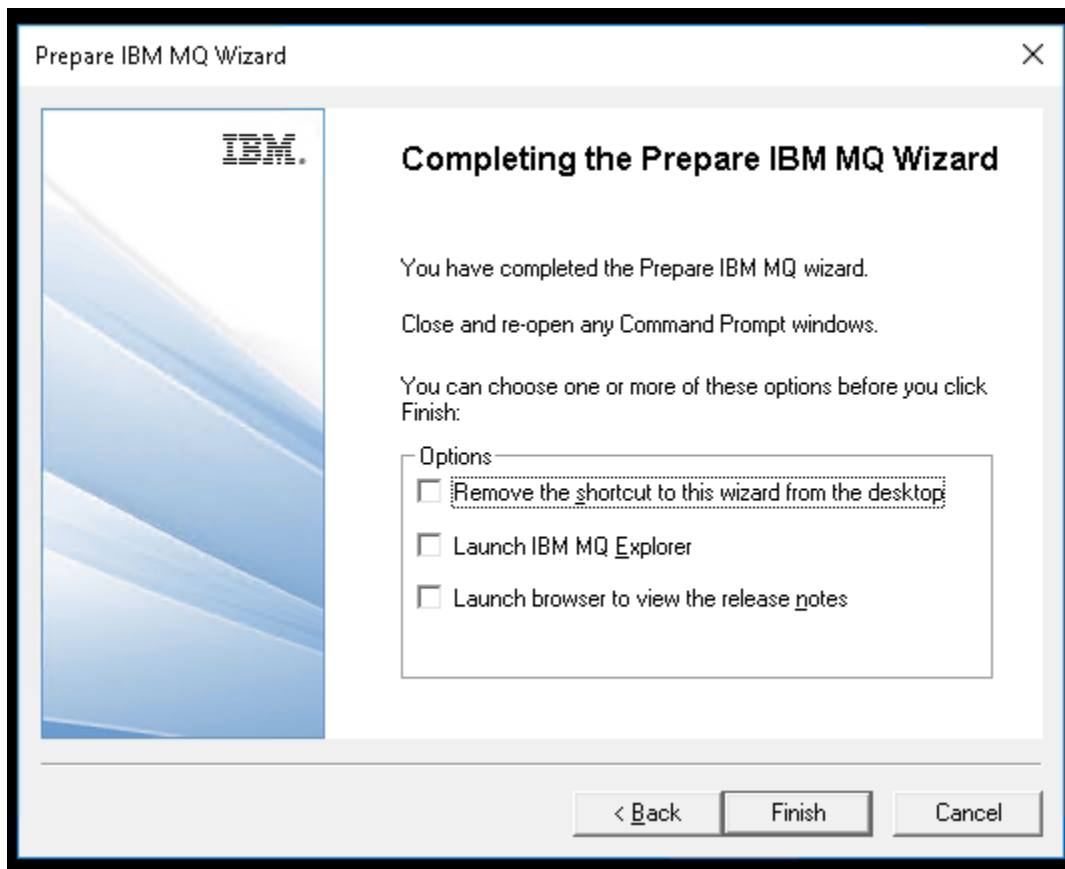 Prepare IBM MQ Wizard
IBM.
Completing the Prepare IBM MQ Wizard
You have completed the Prepare IBM MQ wizard.
Close and re-open any Command Prompt windows.
You can choose one or more of these options before you click
Finish:
Options
Remove the shortcut to this wizard from the desktop
Launch IBM MQ Explorer
Launch browser to view the release notes
< Back
Finish
Cancel